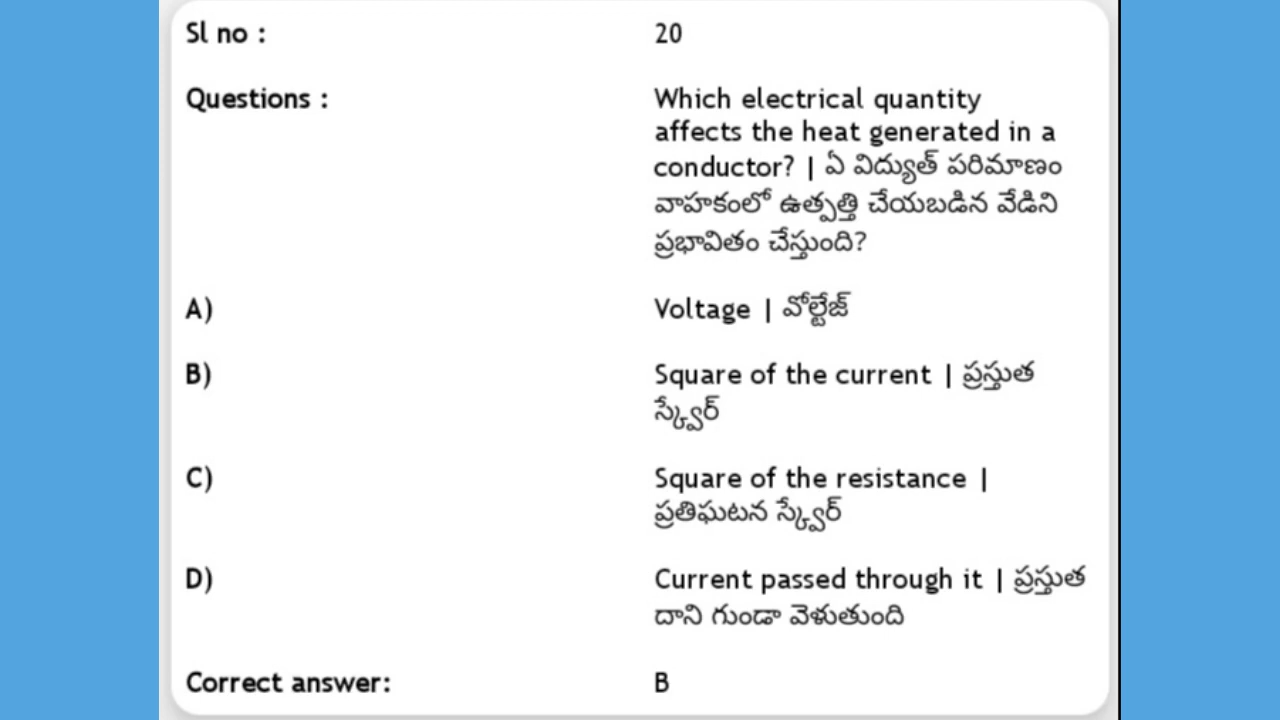 Sl no : 20
Questions : Which electrical quantity
affects the heat generated in a
conductor? | ఏ విద్యుత్ పరిమాణం
వాహకంలో ఉత్పత్తి చేయబడిన వేడిని
ప్రభావితం చేస్తుంది?
A) Voltage | వోల్టేజ్
B) Square of the current | ప్రస్తుత
స్క్వేర్
C) Square of the resistance |
ప్రతిఘటన స్క్వేర్
D) Current passed through it | ప్రస్తుత
దాని గుండా వెళుతుంది
Correct answer: B